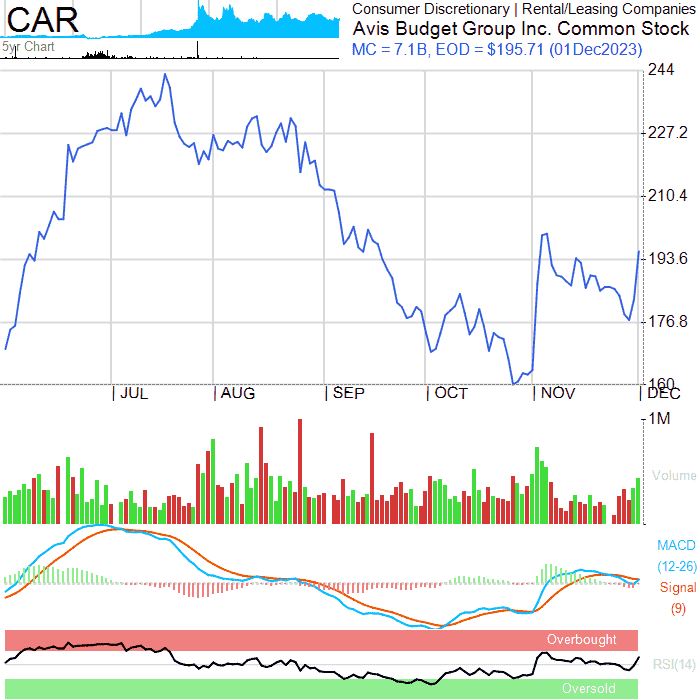 CAR
Consumer Discretionary | Rental/Leasing Companies
Avis Budget Group Inc. Common Stock
MC = 7.1B, EOD = $195.71 (01Dec2023)
5yr Chart
244
227.2
210.4
193.6
176.8
160
JUL AUG SEP OCT NOV DEC
1M
Volume
MACD
(12-26)
Signal
(9)
Overbought
RSI(14)
Oversold